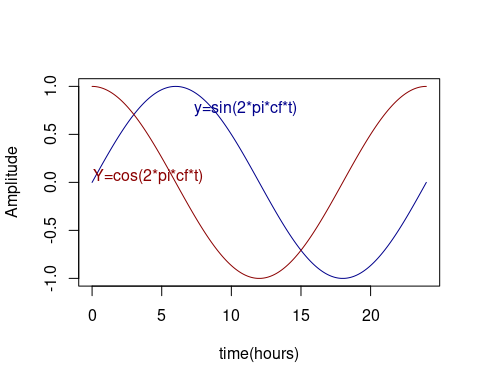 1.0
y=sin(2*pi*cf*t)
0.5
Amplitude
0.0
Y=cos(2*pi*cf*t)
-0.5
-1.0
0 5 10 15 20
time(hours)